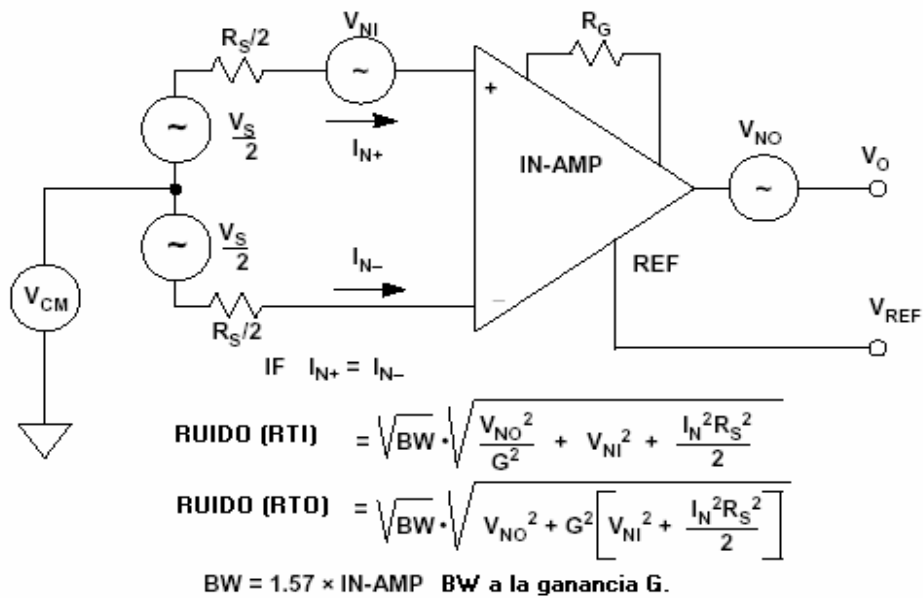 V_NI
R_S/2
R_G
+
~
V_S/2
~
I_N+
IN-AMP
V_NO
~
V_O
~
V_S/2
I_N–
REF
V_CM
–
R_S/2
V_REF
IF I_N+ = I_N–
RUIDO (RTI) = √BW • √(V_NO²/G² + V_NI² + I_N²R_S²/2)
RUIDO (RTO) = √BW • √(V_NO² + G²[V_NI² + I_N²R_S²/2])
BW = 1.57 × IN-AMP BW a la ganancia G.